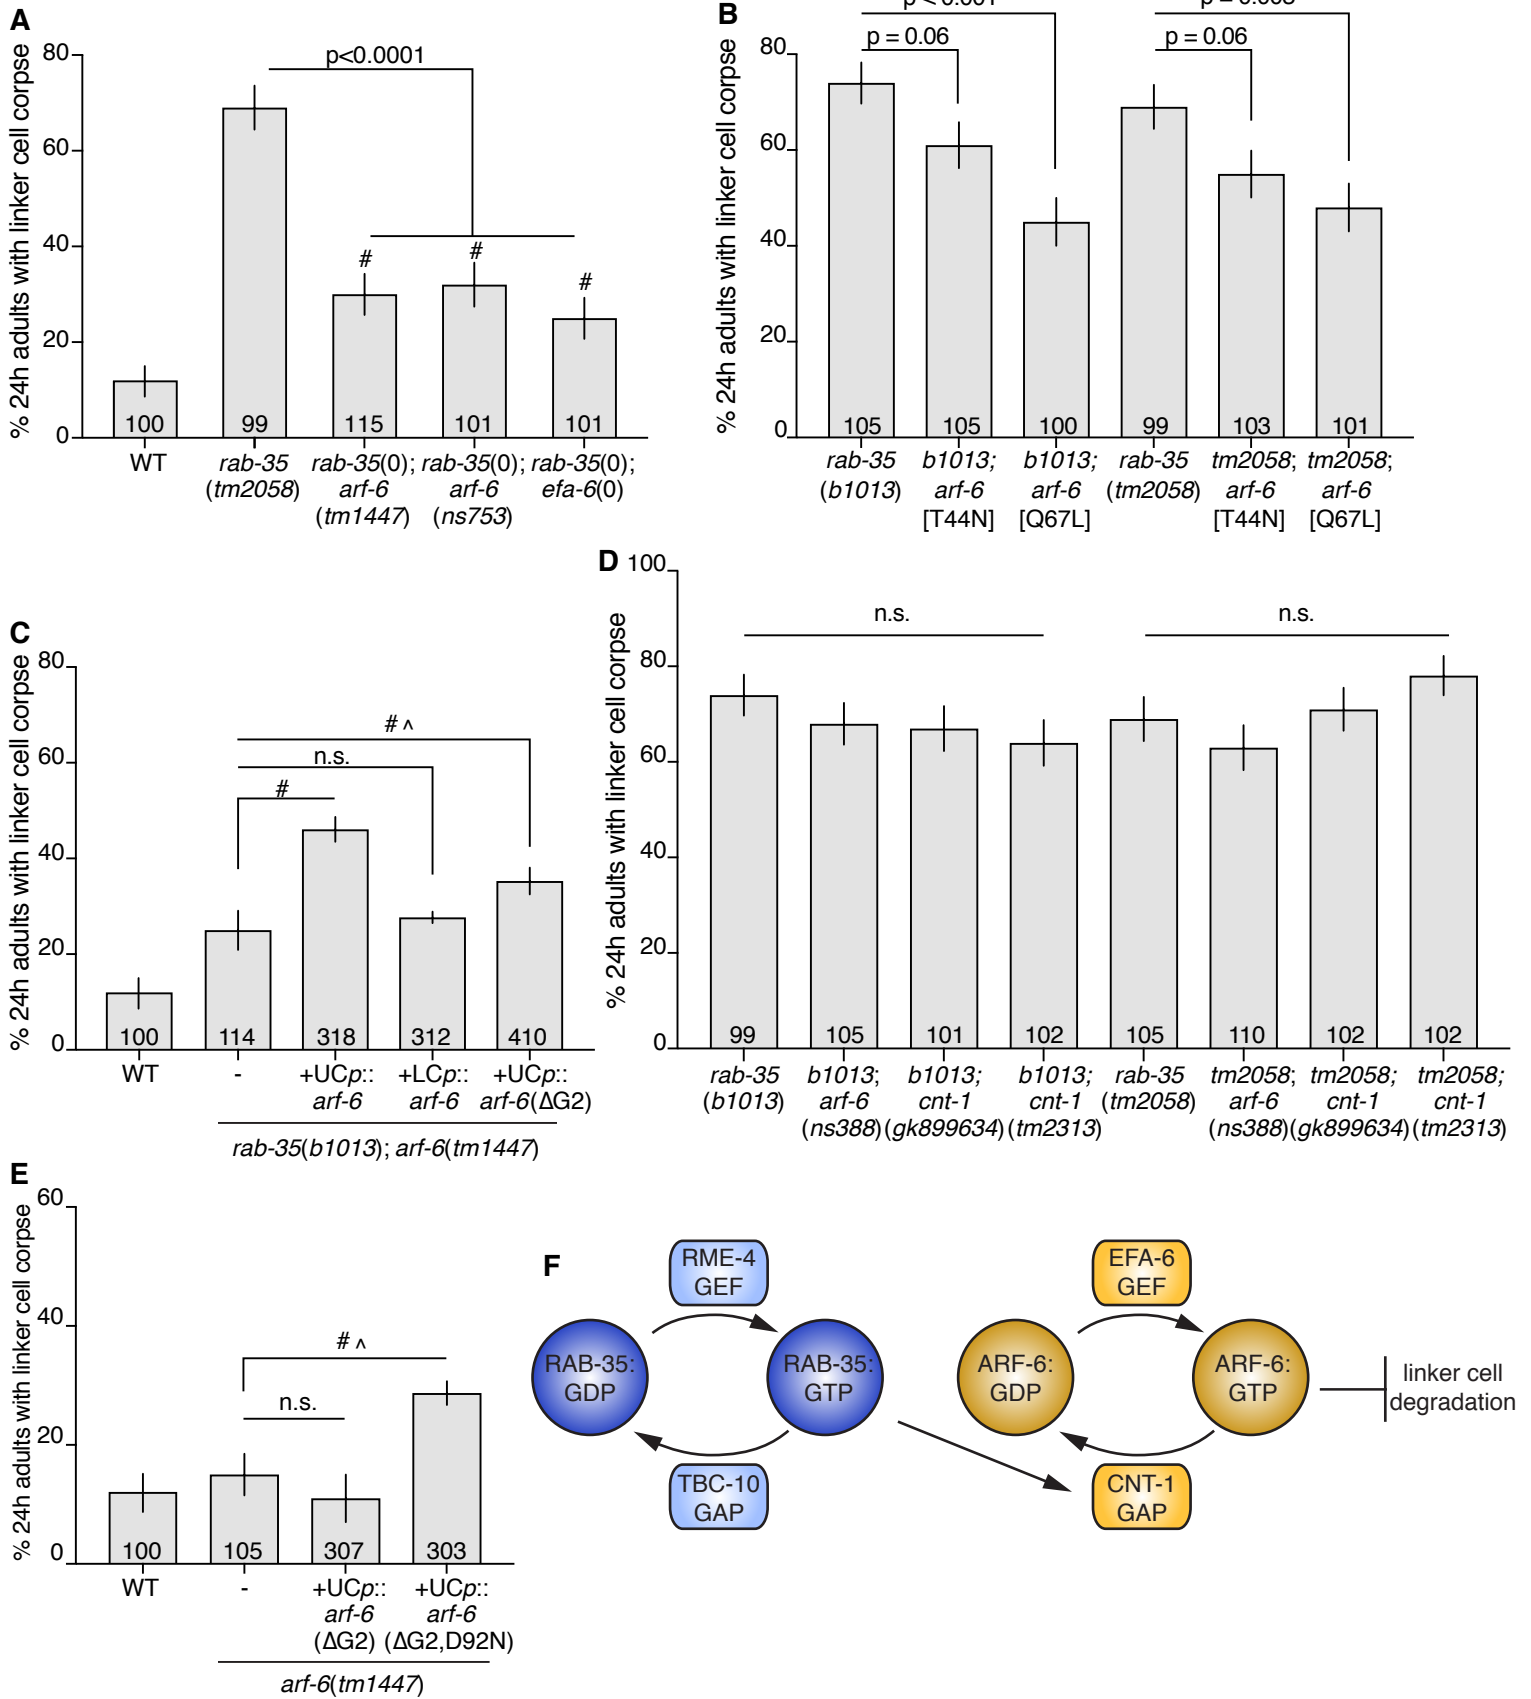 A
% 24h adults with linker cell corpse
80
60
40
20
0
p<0.0001
#
#
#
100
99
115
101
101
WT
rab-35
(tm2058)
rab-35(0);
arf-6
(tm1447)
rab-35(0);
arf-6
(ns753)
rab-35(0);
efa-6(0)
B
% 24h adults with linker cell corpse
80
60
40
20
0
p = 0.06
p = 0.06
105
105
100
99
103
101
rab-35
(b1013)
b1013;
arf-6
[T44N]
b1013;
arf-6
[Q67L]
rab-35
(tm2058)
tm2058;
arf-6
[T44N]
tm2058;
arf-6
[Q67L]
C
% 24h adults with linker cell corpse
80
60
40
20
0
# ^
n.s.
#
100
114
318
312
410
WT
-
+UCp::
arf-6
+LCp::
arf-6
+UCp::
arf-6(ΔG2)
rab-35(b1013); arf-6(tm1447)
D
% 24h adults with linker cell corpse
100
80
60
40
20
0
n.s.
n.s.
99
105
101
102
105
110
102
102
rab-35
(b1013)
b1013;
arf-6
(ns388)
b1013;
cnt-1
(gk899634)
b1013;
cnt-1
(tm2313)
rab-35
(tm2058)
tm2058;
arf-6
(ns388)
tm2058;
cnt-1
(gk899634)
tm2058;
cnt-1
(tm2313)
E
% 24h adults with linker cell corpse
60
40
20
0
# ^
n.s.
100
105
307
303
WT
-
+UCp::
arf-6
(ΔG2)
+UCp::
arf-6
(ΔG2,D92N)
arf-6(tm1447)
F
RME-4
GEF
RAB-35:
GDP
RAB-35:
GTP
TBC-10
GAP
EFA-6
GEF
ARF-6:
GDP
ARF-6:
GTP
CNT-1
GAP
linker cell
degradation